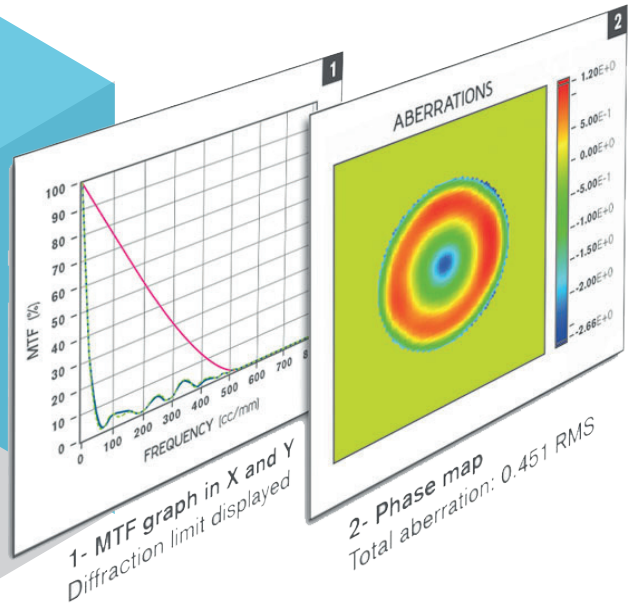 1
100
90
80
70
60
50
40
30
20
10
0
MTF (%)
0 100 200 300 400 500 600 700
FREQUENCY (cc/mm)
1- MTF graph in X and Y
Diffraction limit displayed
2
ABERRATIONS
1.20E+0
5.00E-1
0.00E+0
-5.00E-1
-1.00E+0
-1.50E+0
-2.00E+0
-2.66E+0
2- Phase map
Total aberration: 0.451 RMS